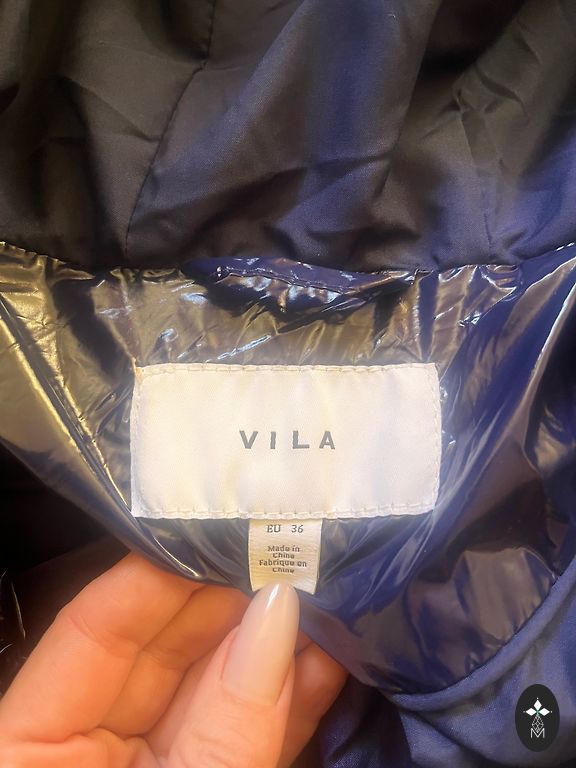 VILA
EU 36
Made in
China
Fabriqué en
Chine
M